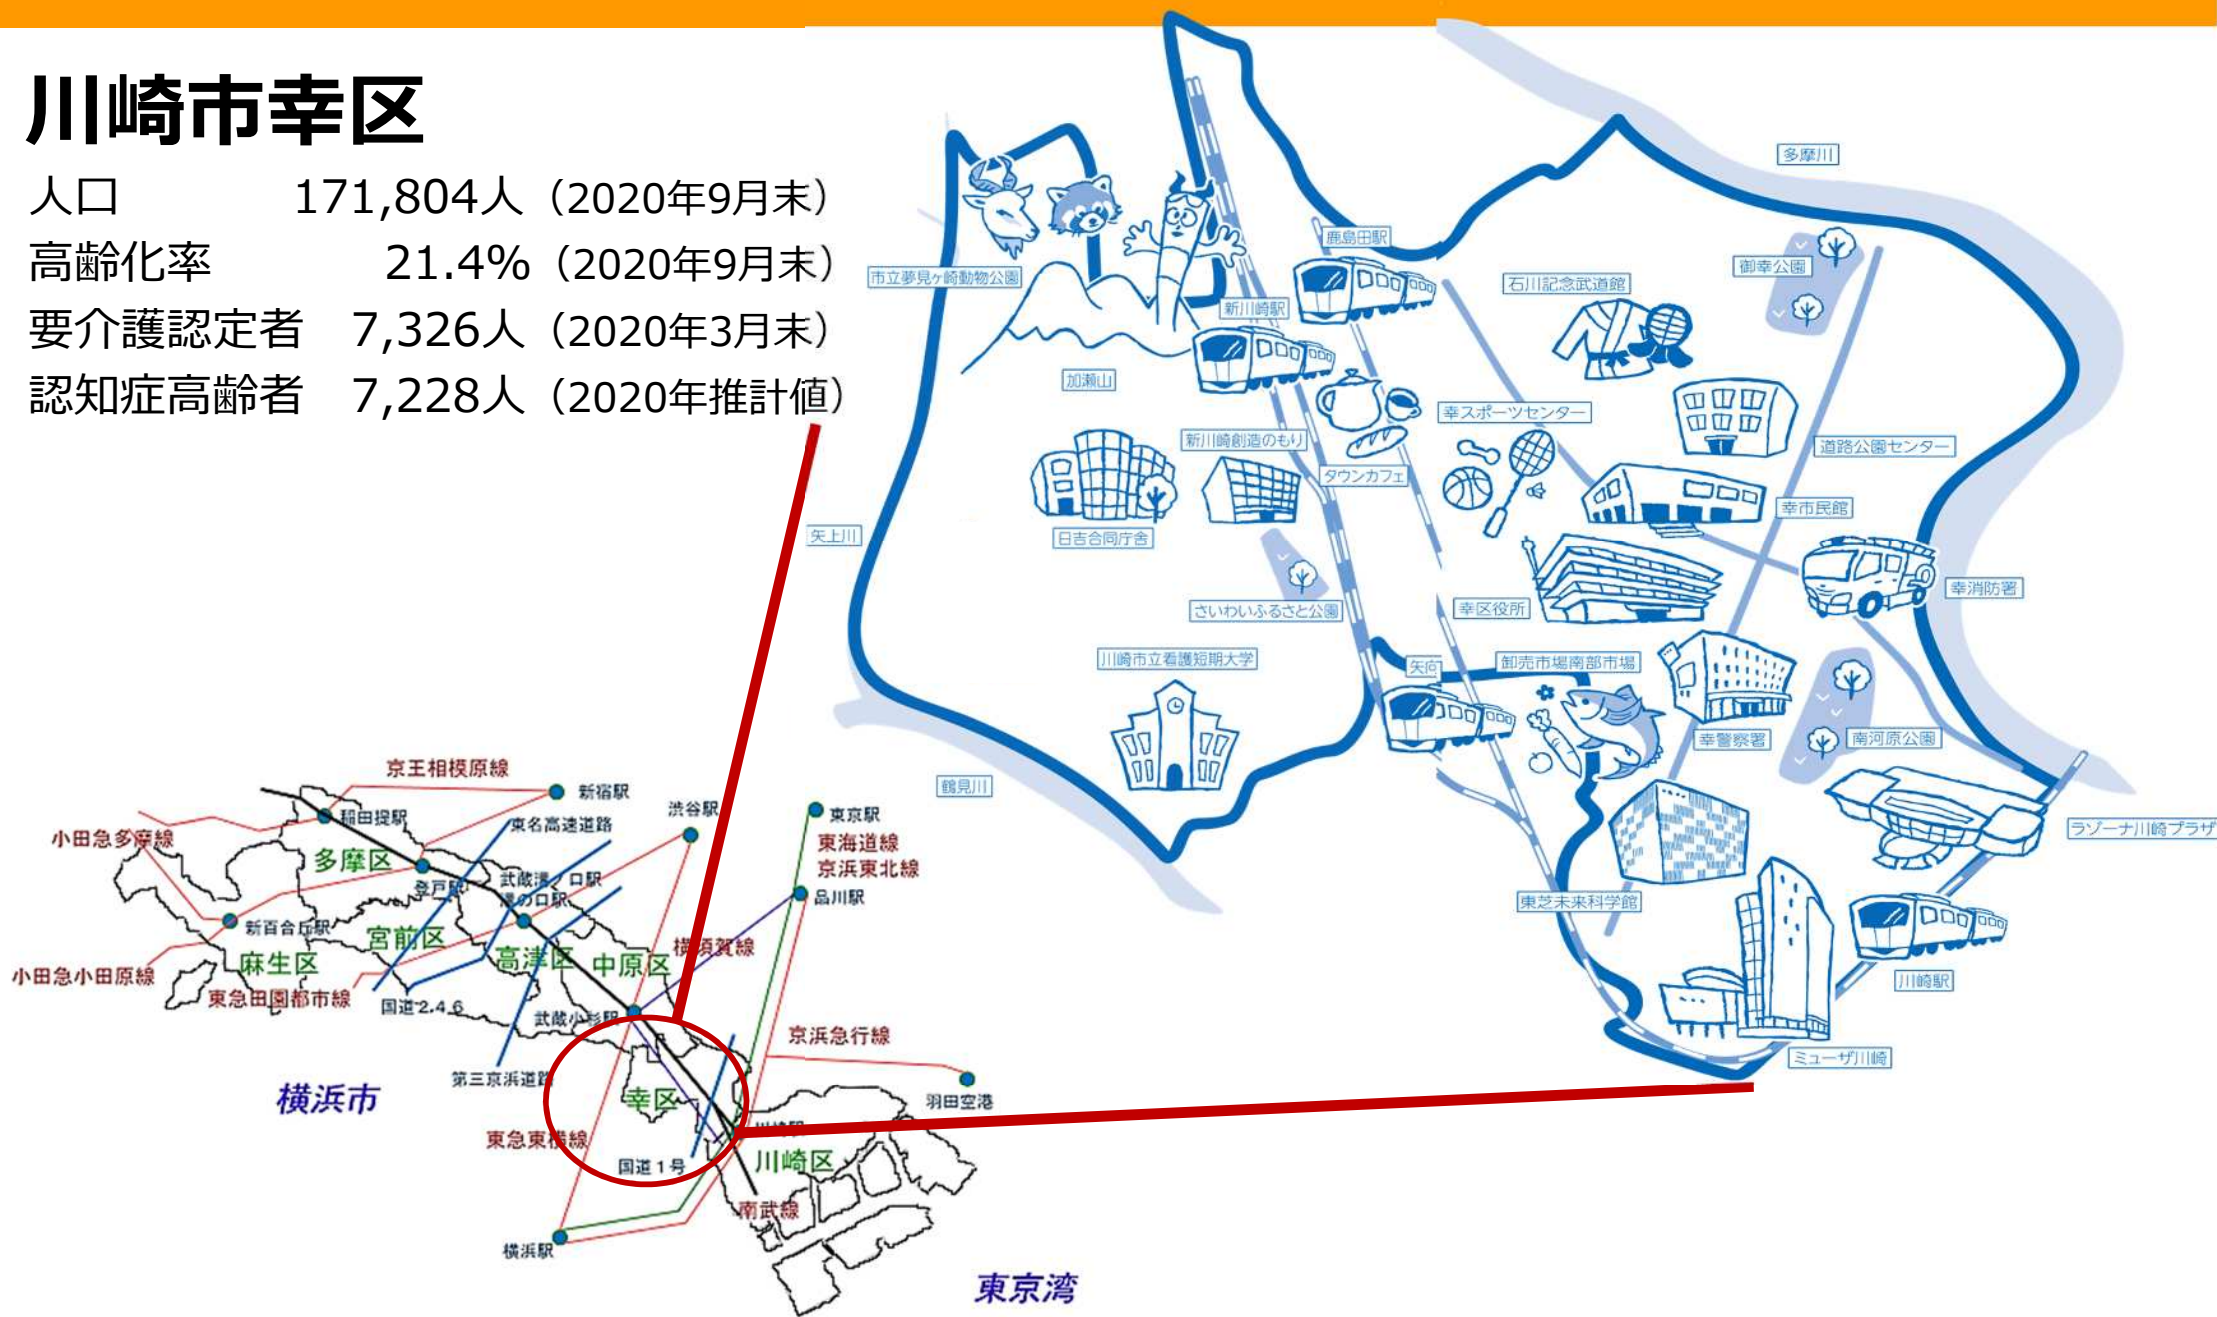 川崎市幸区
人口 171,804人（2020年9月末）
高齢化率 21.4%（2020年9月末）
要介護認定者 7,326人（2020年3月末）
認知症高齢者 7,228人（2020年推計値）
多摩川
鹿島田駅
御幸公園
市立夢見ヶ崎動物公園
石川記念武道館
新川崎駅
加瀬山
幸スポーツセンター
新川崎創造のもり
道路公園センター
タウンカフェ
幸市民館
矢上川
日吉合同庁舎
幸消防署
さいわいふるさと公園
幸区役所
川崎市立看護短期大学
矢向
卸売市場南部市場
幸警察署
南河原公園
鶴見川
ラゾーナ川崎プラザ
東芝未来科学館
川崎駅
ミューザ川崎
京王相模原線
新宿駅
渋谷駅
東京駅
稲田堤駅
東名高速道路
小田急多摩線
東海道線
多摩区
京浜東北線
登戸駅
武蔵溝ノ口駅
溝の口駅
品川駅
新百合丘駅
宮前区
横須賀線
麻生区
高津区
中原区
小田急小田原線
東急田園都市線
国道2.4.6
武蔵小杉駅
京浜急行線
第三京浜道路
横浜市
幸区
羽田空港
川崎駅
東急東横線
国道１号
川崎区
南武線
横浜駅
東京湾